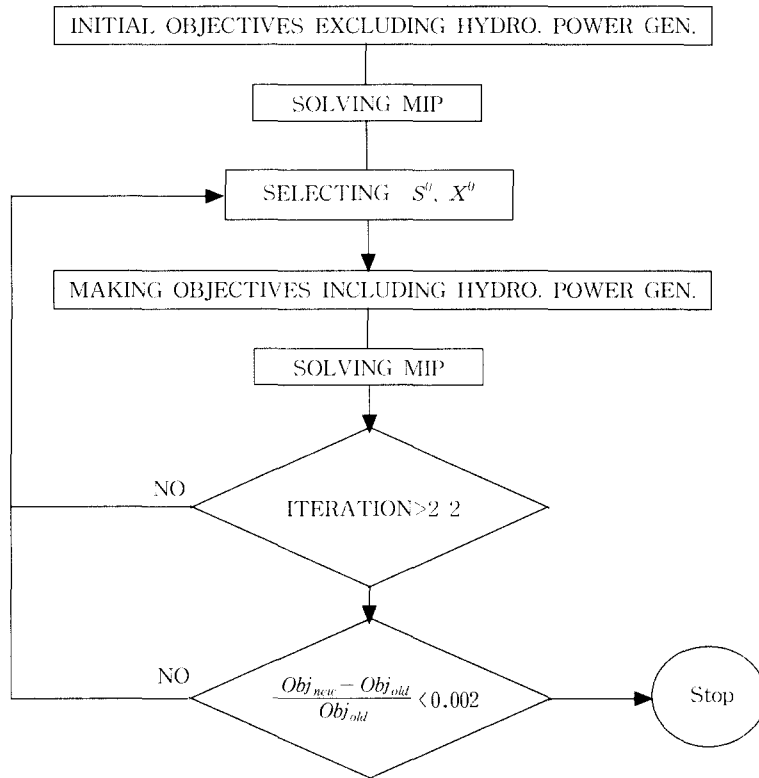 INITIAL OBJECTIVES EXCLUDING HYDRO. POWER GEN.
SOLVING MIP
SELECTING S⁰, X⁰
MAKING OBJECTIVES INCLUDING HYDRO. POWER GEN.
SOLVING MIP
NO
ITERATION>2 2
NO
Obj_new − Obj_old
Obj_old
<0.002
Stop